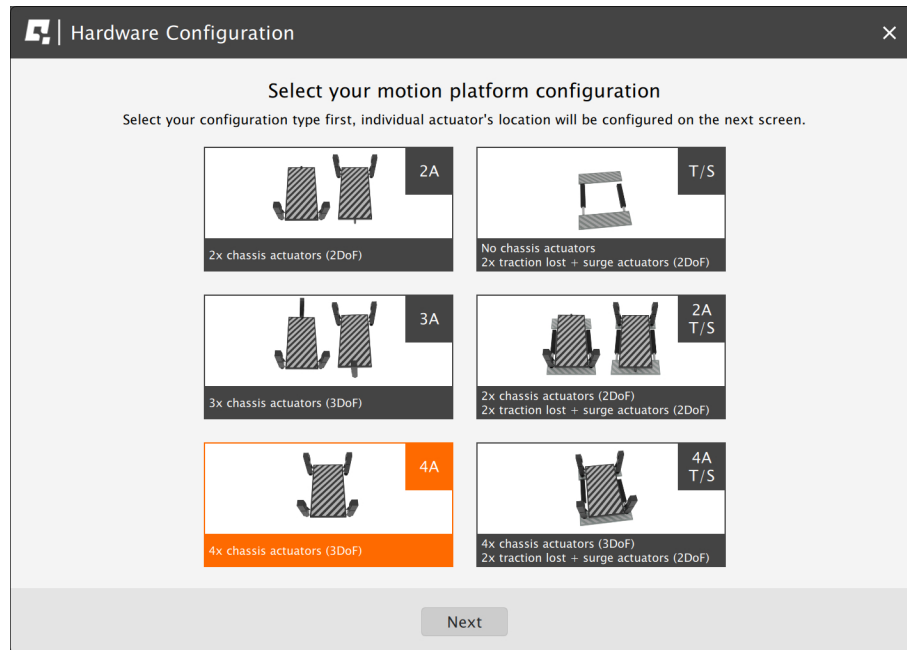 Hardware Configuration
Select your motion platform configuration
Select your configuration type first, individual actuator's location will be configured on the next screen.
2A
2x chassis actuators (2DoF)
T/S
No chassis actuators
2x traction lost + surge actuators (2DoF)
3A
3x chassis actuators (3DoF)
2A
T/S
2x chassis actuators (2DoF)
2x traction lost + surge actuators (2DoF)
4A
4x chassis actuators (3DoF)
4A
T/S
4x chassis actuators (3DoF)
2x traction lost + surge actuators (2DoF)
Next